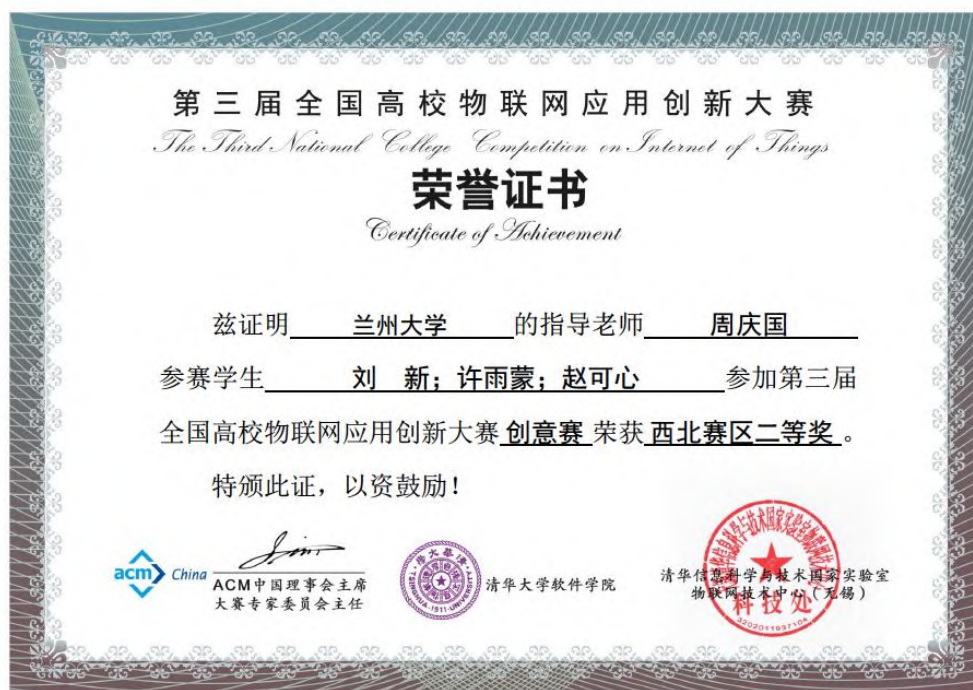 第三届全国高校物联网应用创新大赛
The Third National College Competition on Internet of Things
荣誉证书
Certificate of Achievement
兹证明 兰州大学 的指导老师 周庆国
参赛学生 刘 新；许雨蒙；赵可心 参加第三届
全国高校物联网应用创新大赛 创意赛 荣获 西北赛区二等奖 。
特颁此证，以资鼓励！
acm China
ACM中国理事会主席
大赛专家委员会主任
清华大学软件学院
清华信息科学与技术国家实验室
物联网技术中心（无锡）
科技处
3202011937104
TSINGHUA UNIVERSITY
·1911·